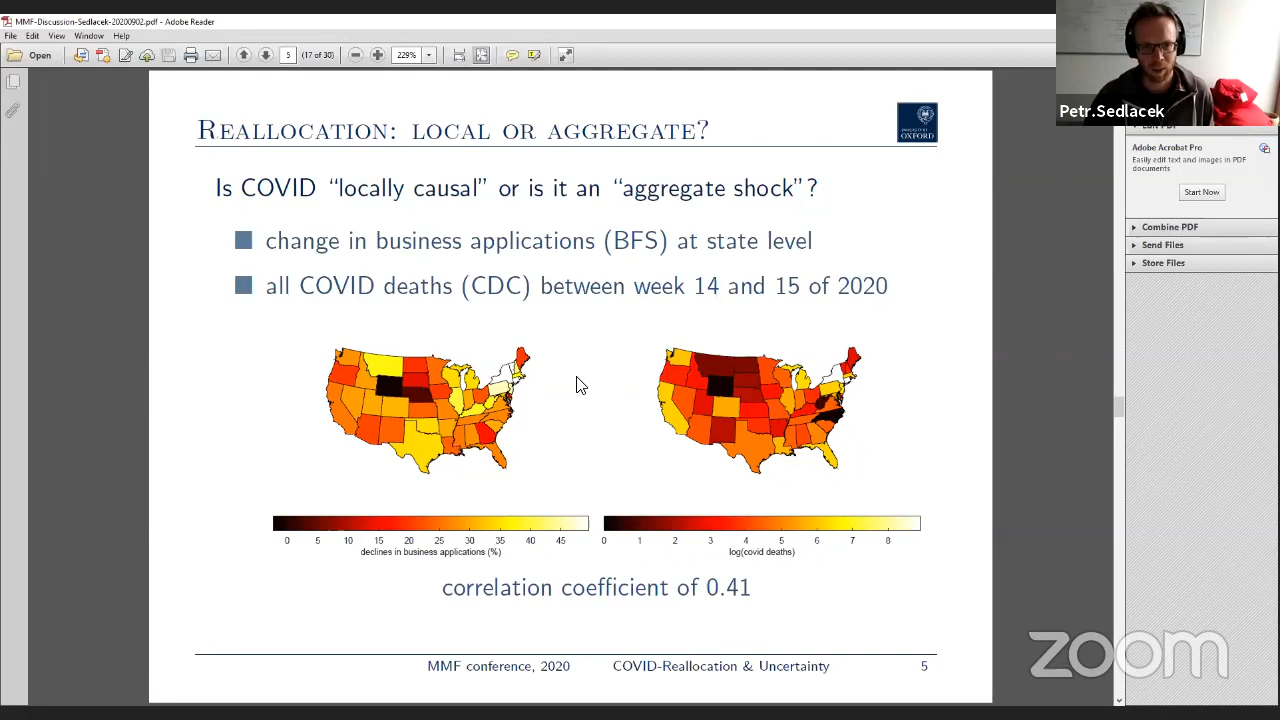 MMF-Discussion-Sedlacek-20200902.pdf - Adobe Reader
File Edit View Window Help
Open
5 (17 of 30)
229%
Petr.Sedlacek
Edit PDF
Adobe Acrobat Pro
Easily edit text and images in PDF
documents
Start Now
Combine PDF
Send Files
Store Files
Reallocation: local or aggregate?
UNIVERSITY OF
OXFORD
Is COVID “locally causal” or is it an “aggregate shock”?
change in business applications (BFS) at state level
all COVID deaths (CDC) between week 14 and 15 of 2020
0 5 10 15 20 25 30 35 40 45
declines in business applications (%)
0 1 2 3 4 5 6 7 8
log(covid deaths)
correlation coefficient of 0.41
MMF conference, 2020 COVID-Reallocation & Uncertainty 5
zoom